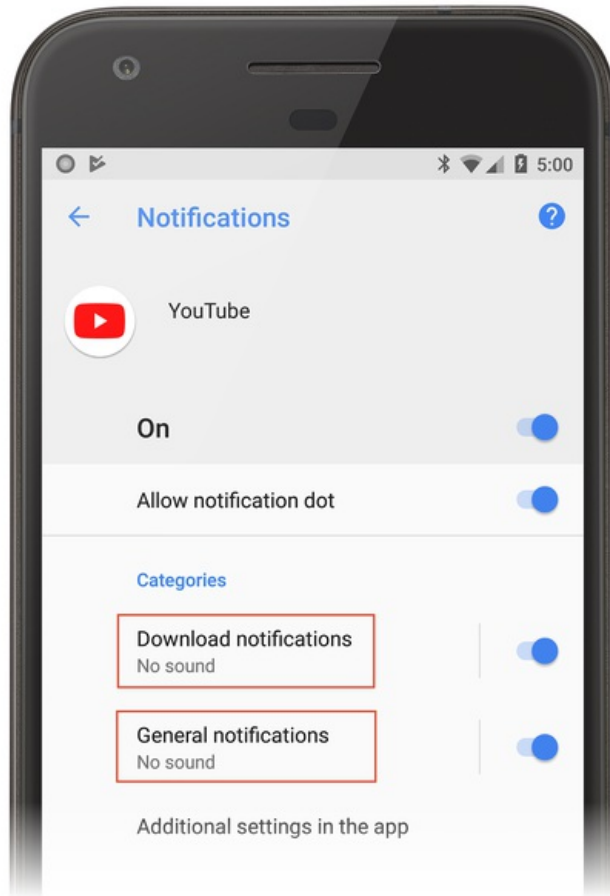 5:00
Notifications
?
YouTube
On
Allow notification dot
Categories
Download notifications
No sound
General notifications
No sound
Additional settings in the app